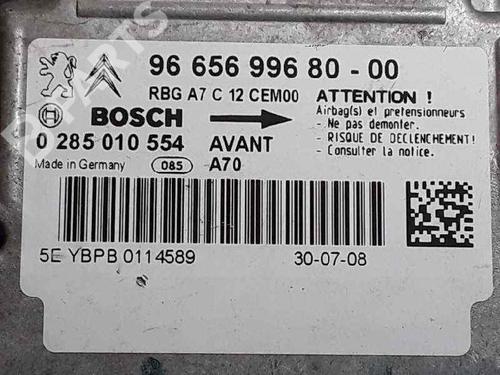 96 656 996 80 - 00
RBG A7 C 12 CEM00
ATTENTION !
Airbag(s) et pretensionneurs
- Ne pas demonter.
- RISQUE DE DECLENCHEMENT!
- Consulter la notice.
BOSCH
0 285 010 554 AVANT
Made in Germany 085 A70
5E YBPB 0114589
30-07-08